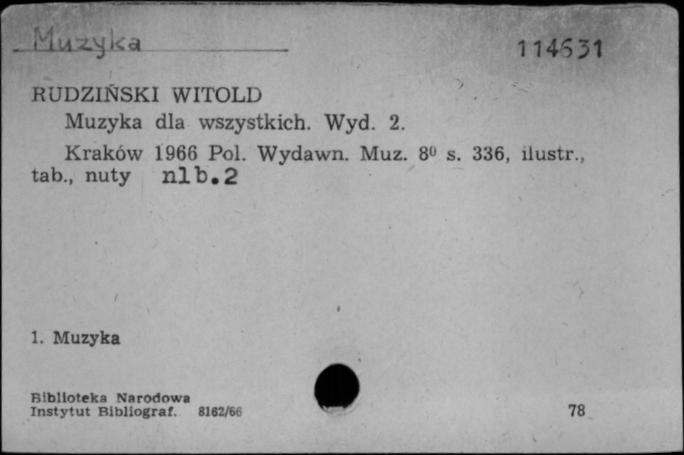 Muzyka
114631
RUDZIŃSKI WITOLD
Muzyka dla wszystkich. Wyd. 2.
Kraków 1966 Pol. Wydawn. Muz. 8⁰ s. 336, ilustr.,
tab., nuty nlb.2
1. Muzyka
Biblioteka Narodowa
Instytut Bibliograf. 8162/66
78